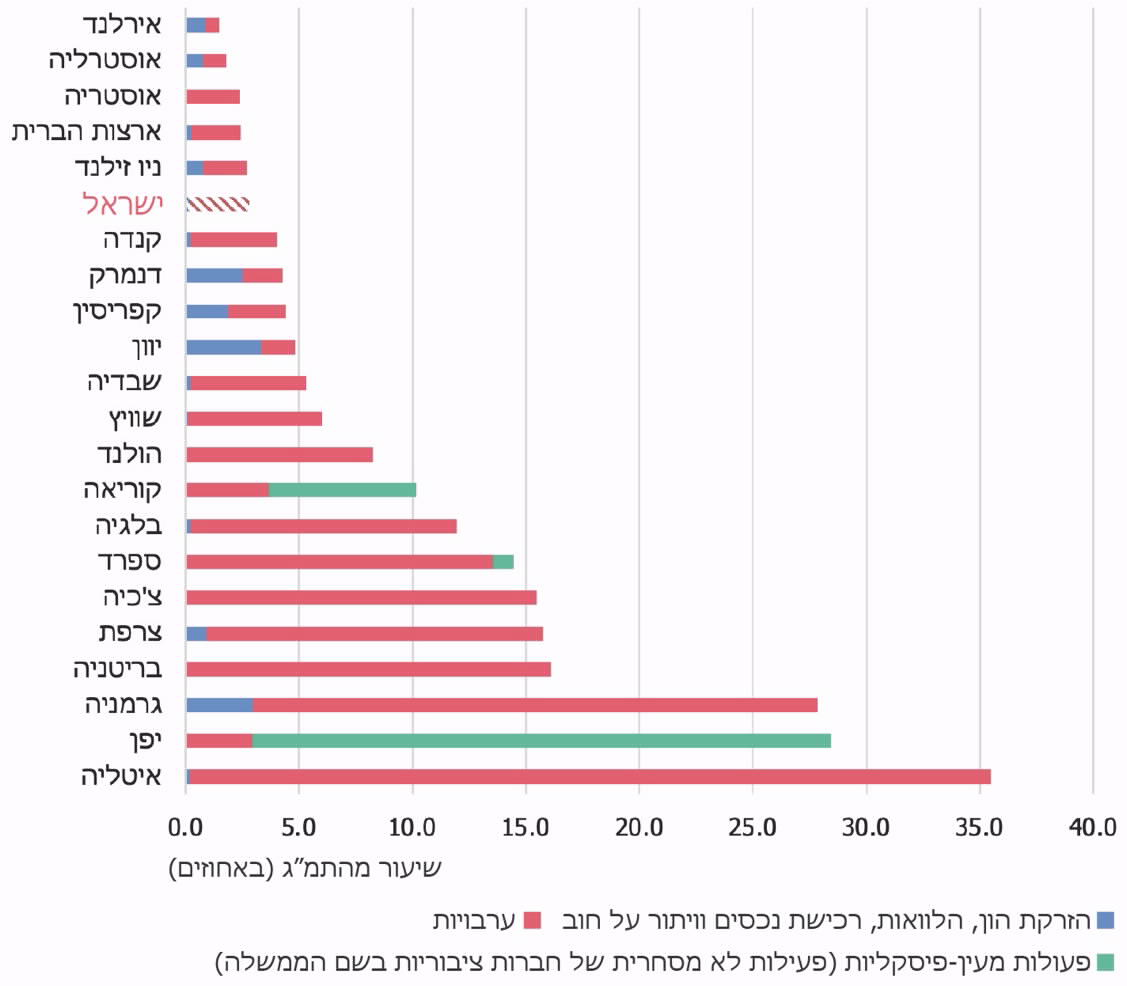 אירלנד
אוסטרליה
אוסטריה
ארצות הברית
ניו זילנד
ישראל
קנדה
דנמרק
קפריסין
יוון
שבדיה
שוויץ
הולנד
קוריאה
בלגיה
ספרד
צ'כיה
צרפת
בריטניה
גרמניה
יפן
איטליה
0.0 5.0 10.0 15.0 20.0 25.0 30.0 35.0 40.0
שיעור מהתמ"ג (באחוזים)
הזרקת הון, הלוואות, רכישת נכסים וויתור על חוב ערבויות
פעולות מעין-פיסקליות (פעילות לא מסחרית של חברות ציבוריות בשם הממשלה)